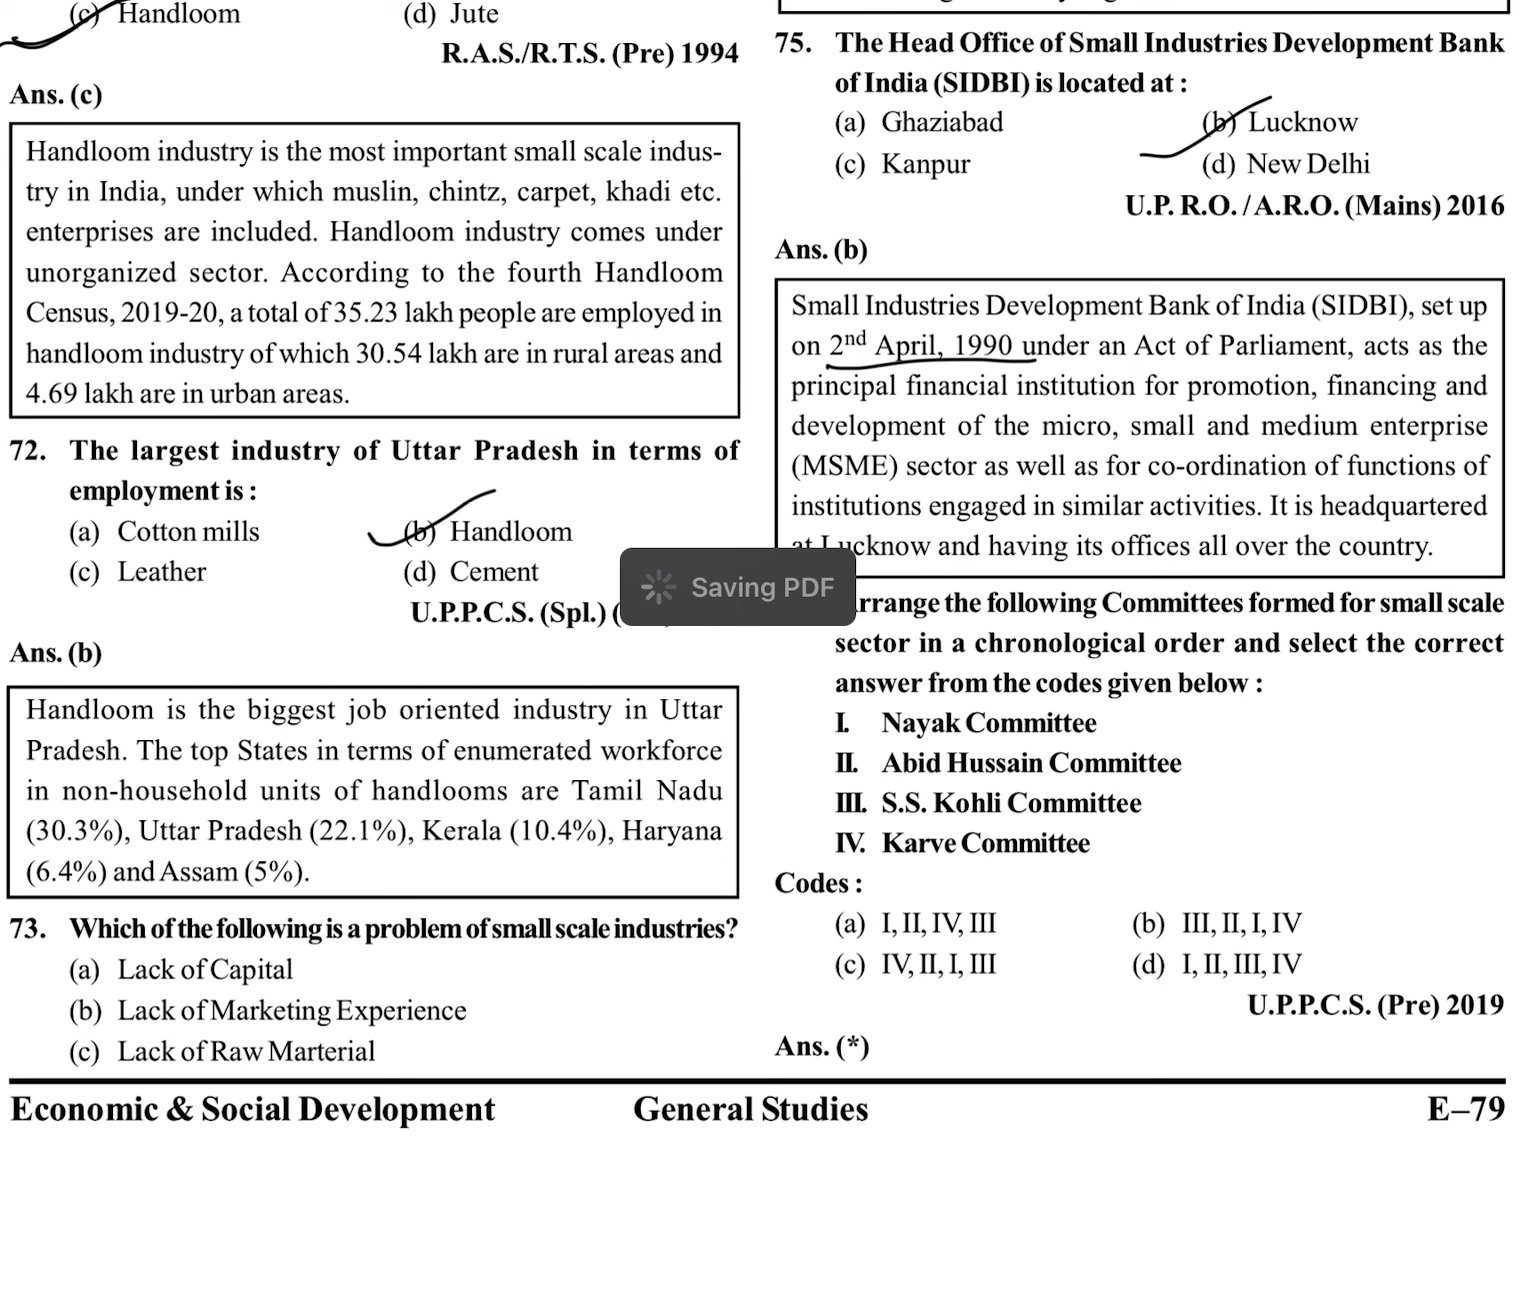 (c) Handloom (d) Jute
R.A.S./R.T.S. (Pre) 1994
Ans. (c)
Handloom industry is the most important small scale indus-
try in India, under which muslin, chintz, carpet, khadi etc.
enterprises are included. Handloom industry comes under
unorganized sector. According to the fourth Handloom
Census, 2019-20, a total of 35.23 lakh people are employed in
handloom industry of which 30.54 lakh are in rural areas and
4.69 lakh are in urban areas.
72. The largest industry of Uttar Pradesh in terms of
employment is :
(a) Cotton mills (b) Handloom
(c) Leather (d) Cement
U.P.P.C.S. (Spl.) (
Ans. (b)
Handloom is the biggest job oriented industry in Uttar
Pradesh. The top States in terms of enumerated workforce
in non-household units of handlooms are Tamil Nadu
(30.3%), Uttar Pradesh (22.1%), Kerala (10.4%), Haryana
(6.4%) and Assam (5%).
73. Which of the following is a problem of small scale industries?
(a) Lack of Capital
(b) Lack of Marketing Experience
(c) Lack of Raw Marterial
75. The Head Office of Small Industries Development Bank
of India (SIDBI) is located at :
(a) Ghaziabad (b) Lucknow
(c) Kanpur (d) New Delhi
U.P. R.O. / A.R.O. (Mains) 2016
Ans. (b)
Small Industries Development Bank of India (SIDBI), set up
on 2nd April, 1990 under an Act of Parliament, acts as the
principal financial institution for promotion, financing and
development of the micro, small and medium enterprise
(MSME) sector as well as for co-ordination of functions of
institutions engaged in similar activities. It is headquartered
at Lucknow and having its offices all over the country.
Saving PDF
rrange the following Committees formed for small scale
sector in a chronological order and select the correct
answer from the codes given below :
I. Nayak Committee
II. Abid Hussain Committee
III. S.S. Kohli Committee
IV. Karve Committee
Codes :
(a) I, II, IV, III (b) III, II, I, IV
(c) IV, II, I, III (d) I, II, III, IV
U.P.P.C.S. (Pre) 2019
Ans. (*)
Economic & Social Development General Studies E–79